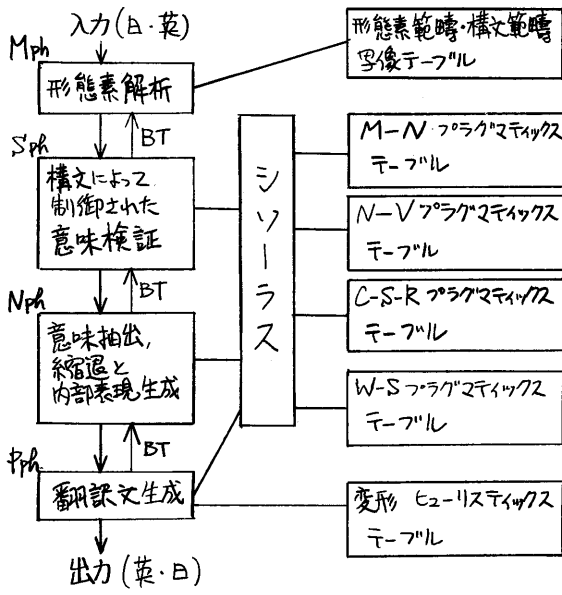 入力(日・英)
Mph
形態素解析
BT
Sph
構文によって
制御された
意味検証
BT
Nph
意味抽出,
縮退と
内部表現生成
BT
Pph.
翻訳文生成
出力(英・日)
シソーラス
形態素範疇・構文範疇
写像テーブル
M-N プラグマティックス
テーブル
N-V プラグマティックス
テーブル
C-S-R プラグマティックス
テーブル
W-S プラグマティックス
テーブル
変形 ヒューリスティックス
テーブル